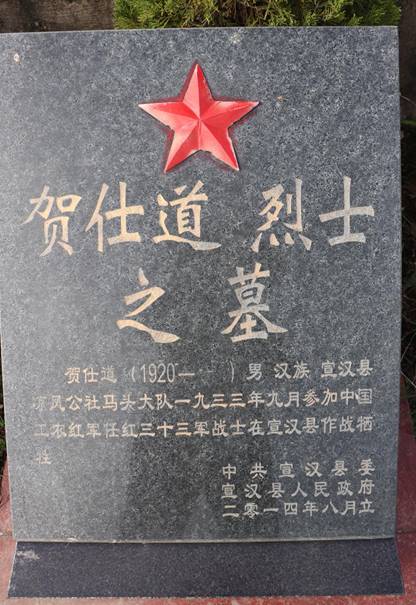 贺仕道 烈士
之墓
贺仕道（1920—  ）男 汉族 宣汉县
凉风公社马头大队一九三三年九月参加中国
工农红军任红三十三军战士在宣汉县作战牺
牲
中共宣汉县委
宣汉县人民政府
二零一四年八月立